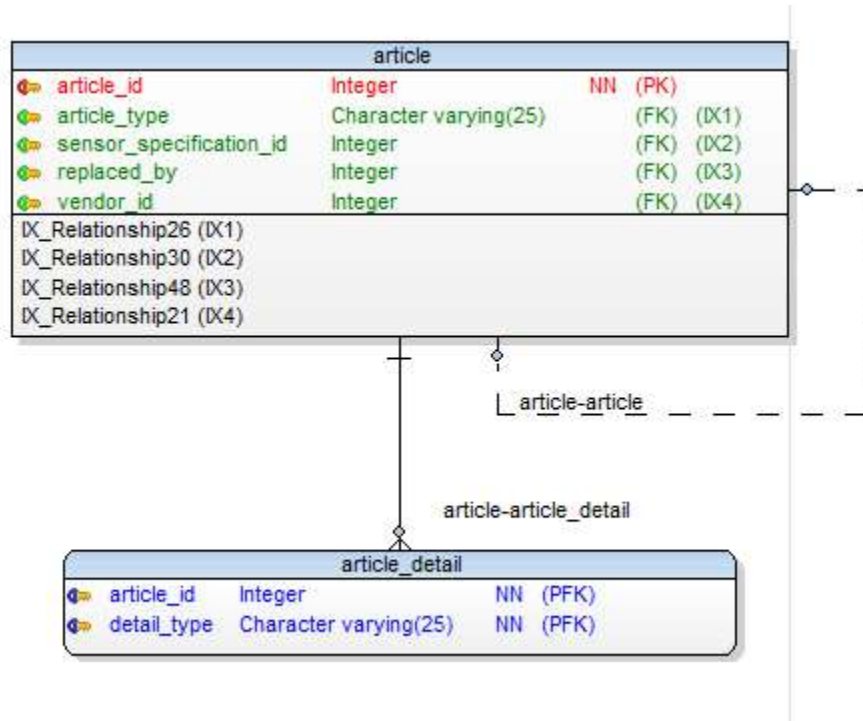 article
article_id Integer NN (PK)
article_type Character varying(25) (FK) (IX1)
sensor_specification_id Integer (FK) (IX2)
replaced_by Integer (FK) (IX3)
vendor_id Integer (FK) (IX4)
IX_Relationship26 (IX1)
IX_Relationship30 (IX2)
IX_Relationship48 (IX3)
IX_Relationship21 (IX4)
article-article
article-article_detail
article_detail
article_id Integer NN (PFK)
detail_type Character varying(25) NN (PFK)